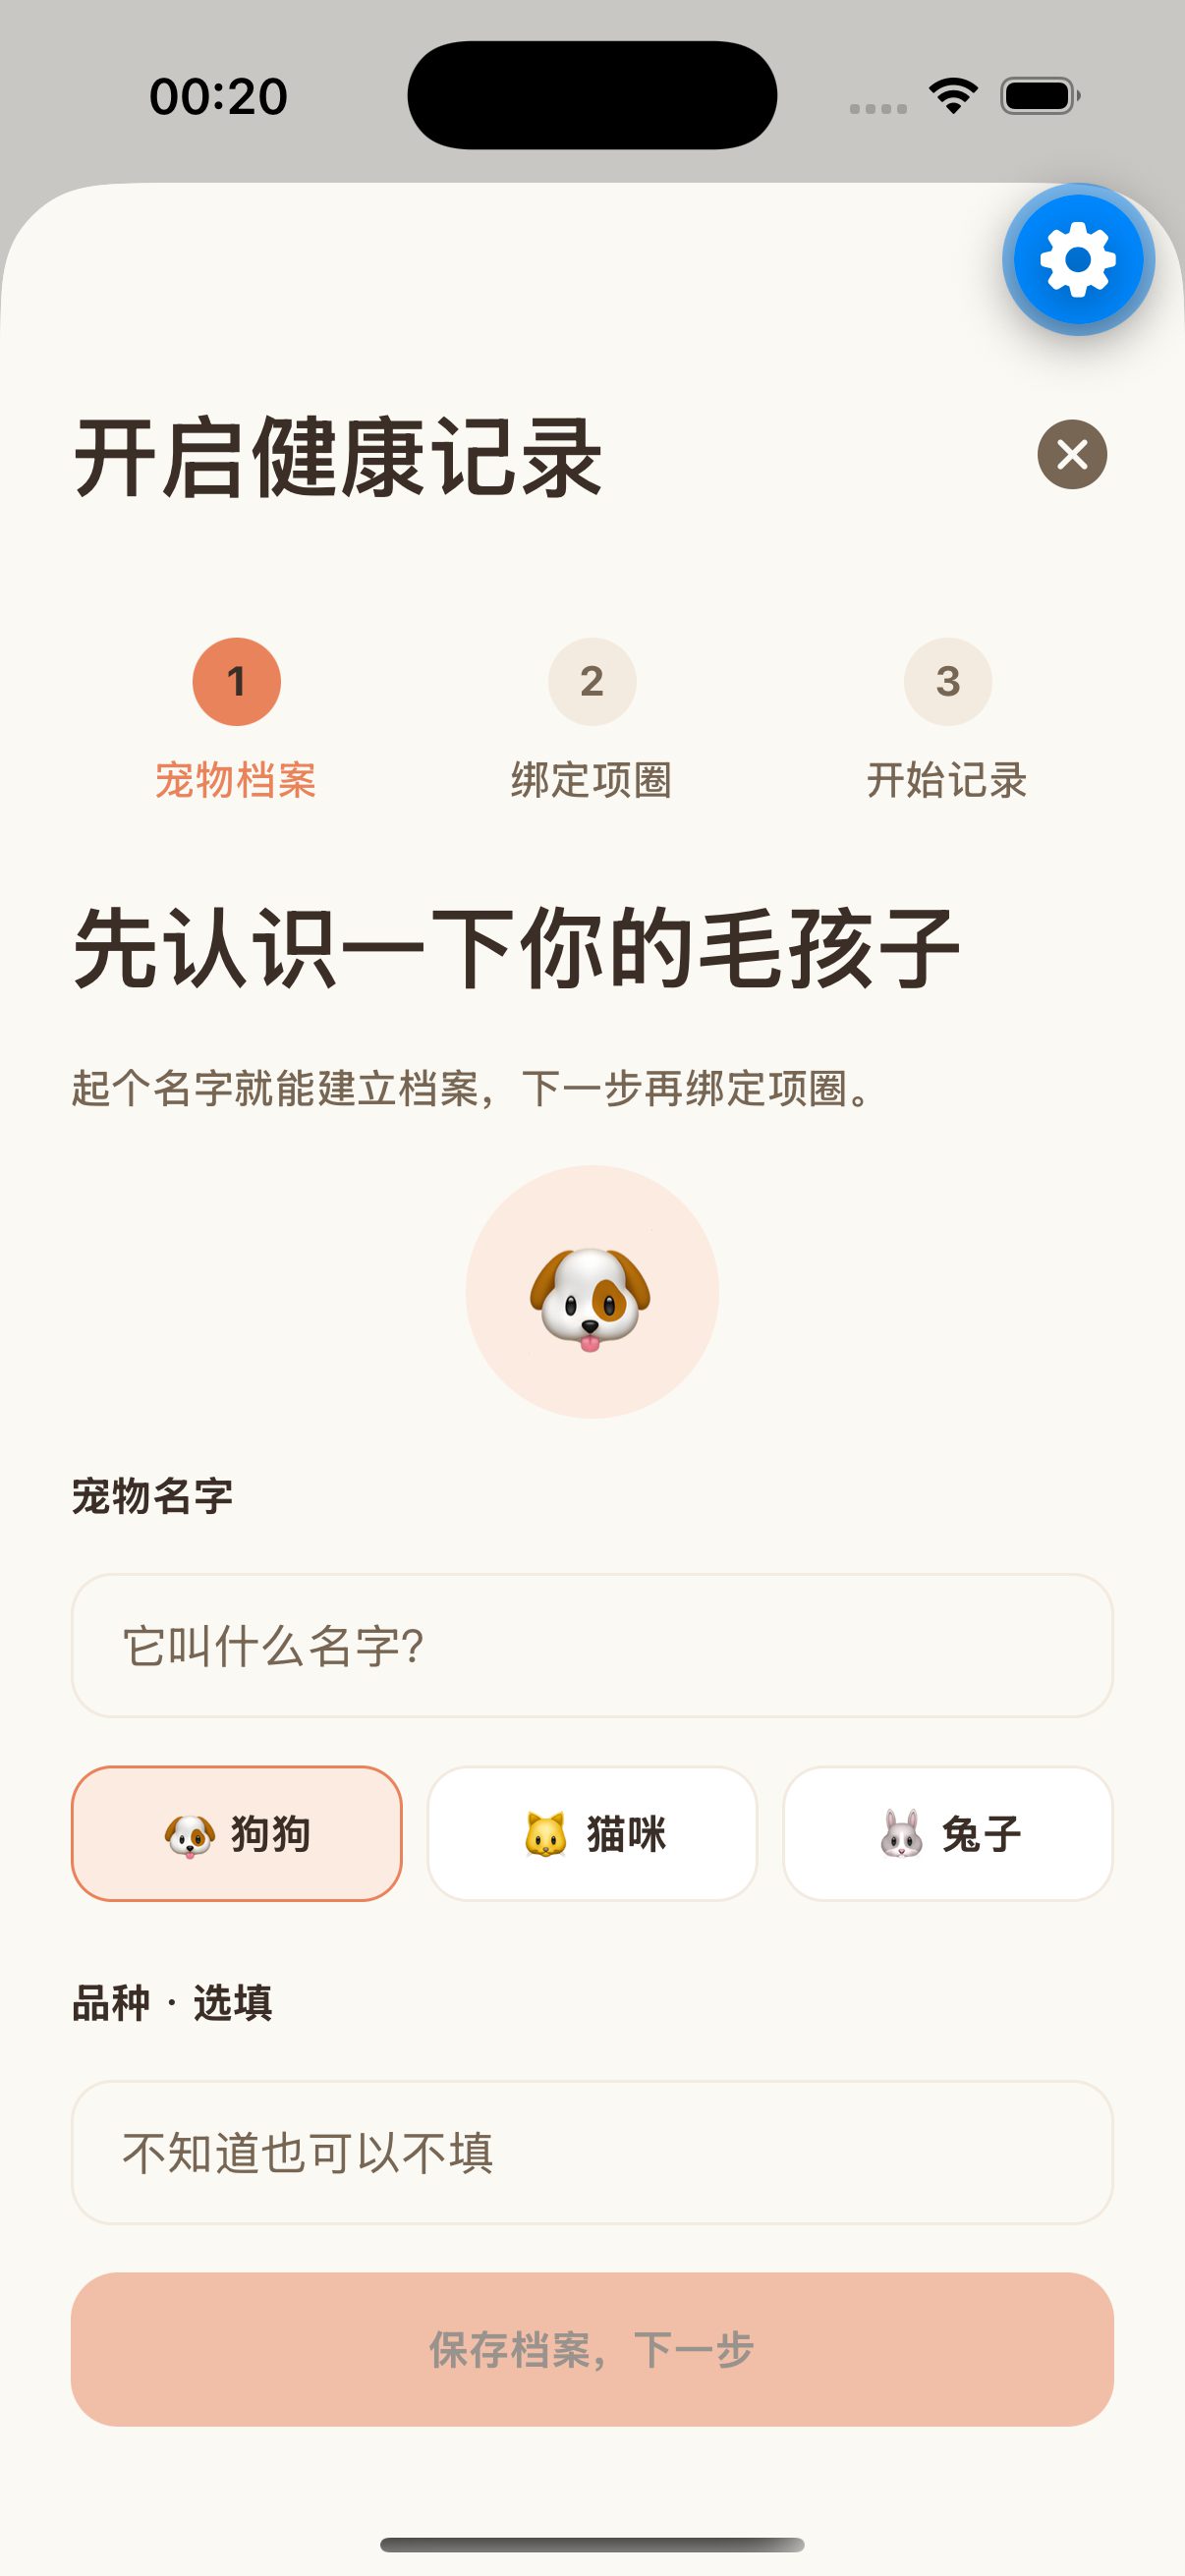 00:20
开启健康记录
1
2
3
宠物档案
绑定项圈
开始记录
先认识一下你的毛孩子
起个名字就能建立档案，下一步再绑定项圈。
宠物名字
它叫什么名字?
狗狗
猫咪
兔子
品种 · 选填
不知道也可以不填
保存档案，下一步